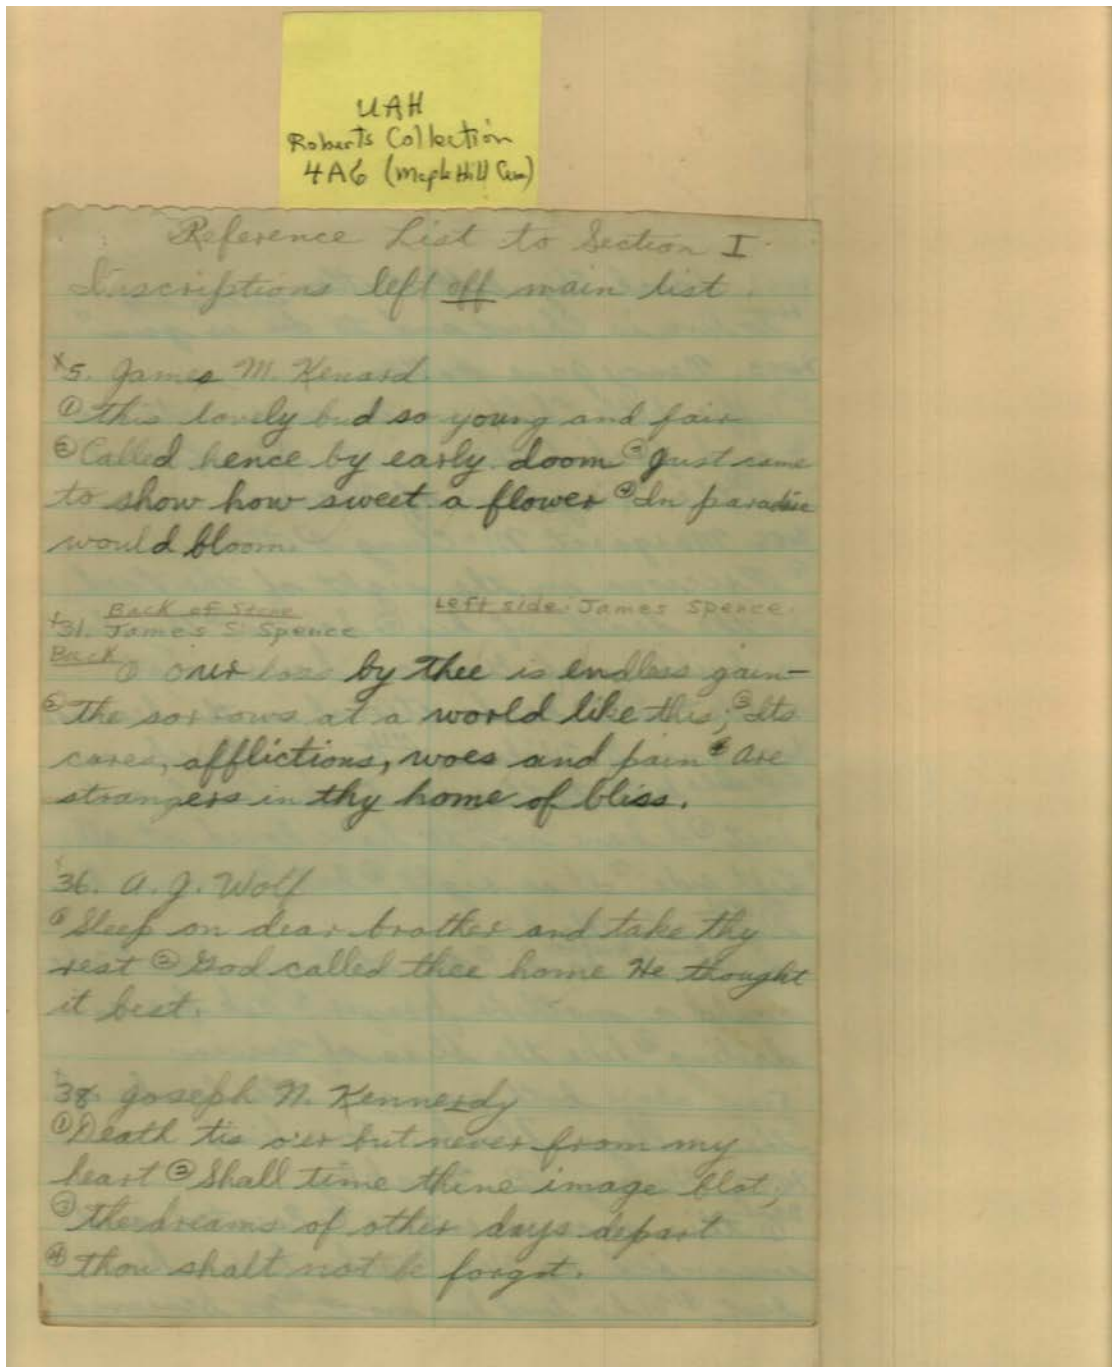 UAH
Roberts Collection
4A6 (Maple Hill Cem)
Reference List to Section I
Inscriptions left off main list.
x5. James M. Kenard.
① This lovely bud so young and fair
② Called hence by early doom ③ Just came
to show how sweet a flower ④ In paradise
would bloom.
Back of Stone Left side: James Spence.
x31. James S Spence
Back
① our loss by thee is endless gain—
② The sorrows at a world like this; ③ Its
cares, afflictions, woes and pain ④ Are
strangers in thy home of bliss.
x36. A. J. Wolf
① Sleep on dear brother and take thy
rest ② God called thee home He thought
it best.
x38. Joseph N. Kennerdy
① Death tis o'er but never from my
heart ② Shall time thine image blot,
③ The dreams of other days depart
④ Thou shalt not be forgot.